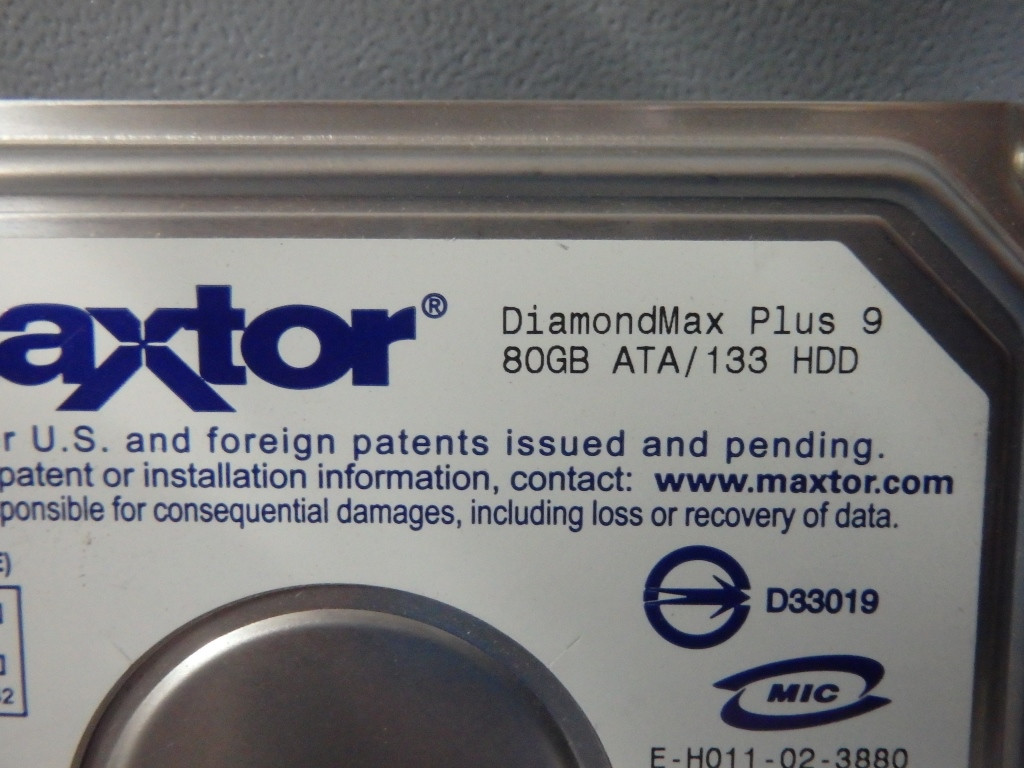 axtor®
DiamondMax Plus 9
80GB ATA/133 HDD
r U.S. and foreign patents issued and pending.
patent or installation information, contact: www.maxtor.com
ponsible for consequential damages, including loss or recovery of data.
E)
D33019
62
MIC
E-H011-02-3880